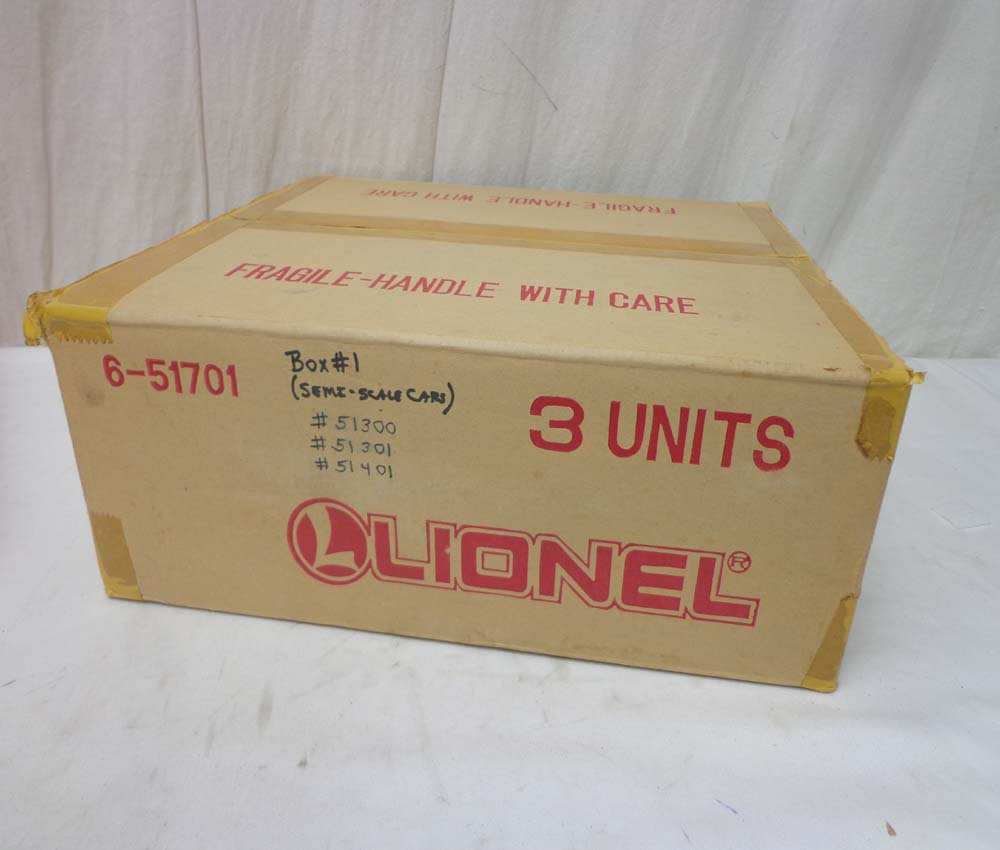 FRAGILE-HANDLE WITH CARE
FRAGILE-HANDLE WITH CARE
6-51701
Box #1
(SEMI-SCALE CARS)
#51300
#51301
#51401
3 UNITS
L LIONEL®